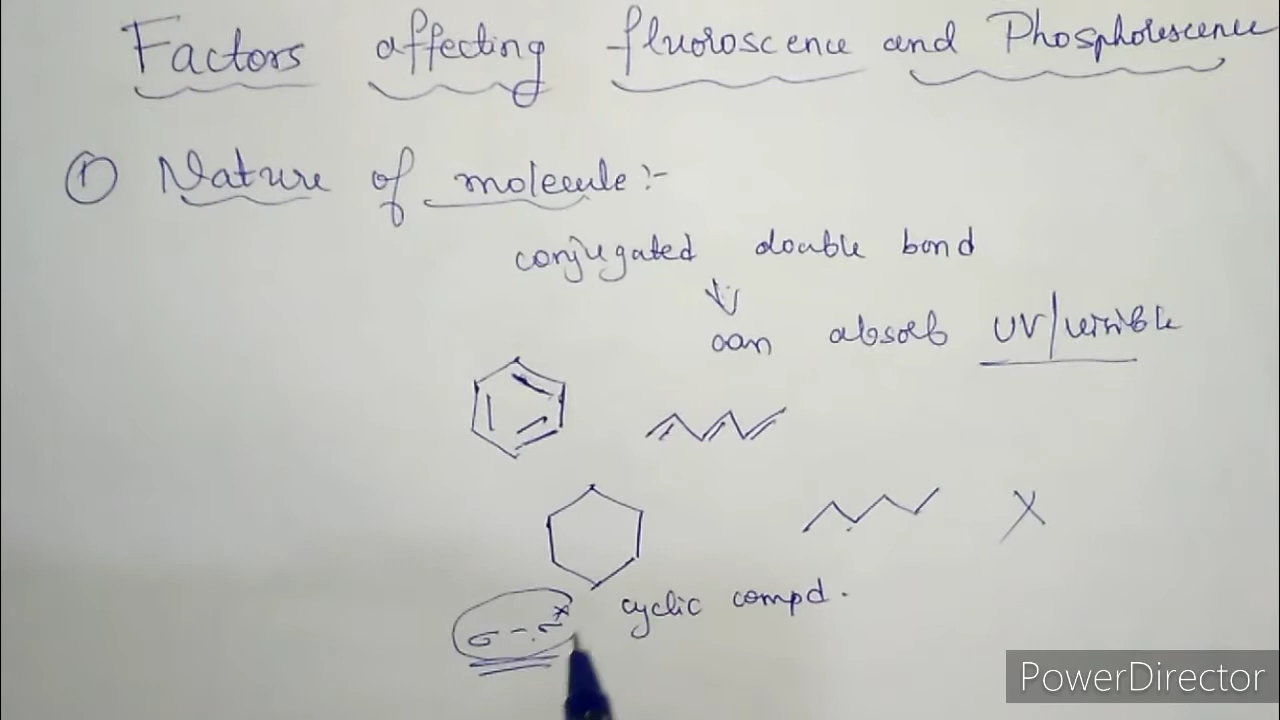 Factors affecting fluoroscence and Phosphorescence
① Nature of molecule :-
conjugated double bond
can absorb UV/visible
X
cyclic compd.
σ - σ*
PowerDirector